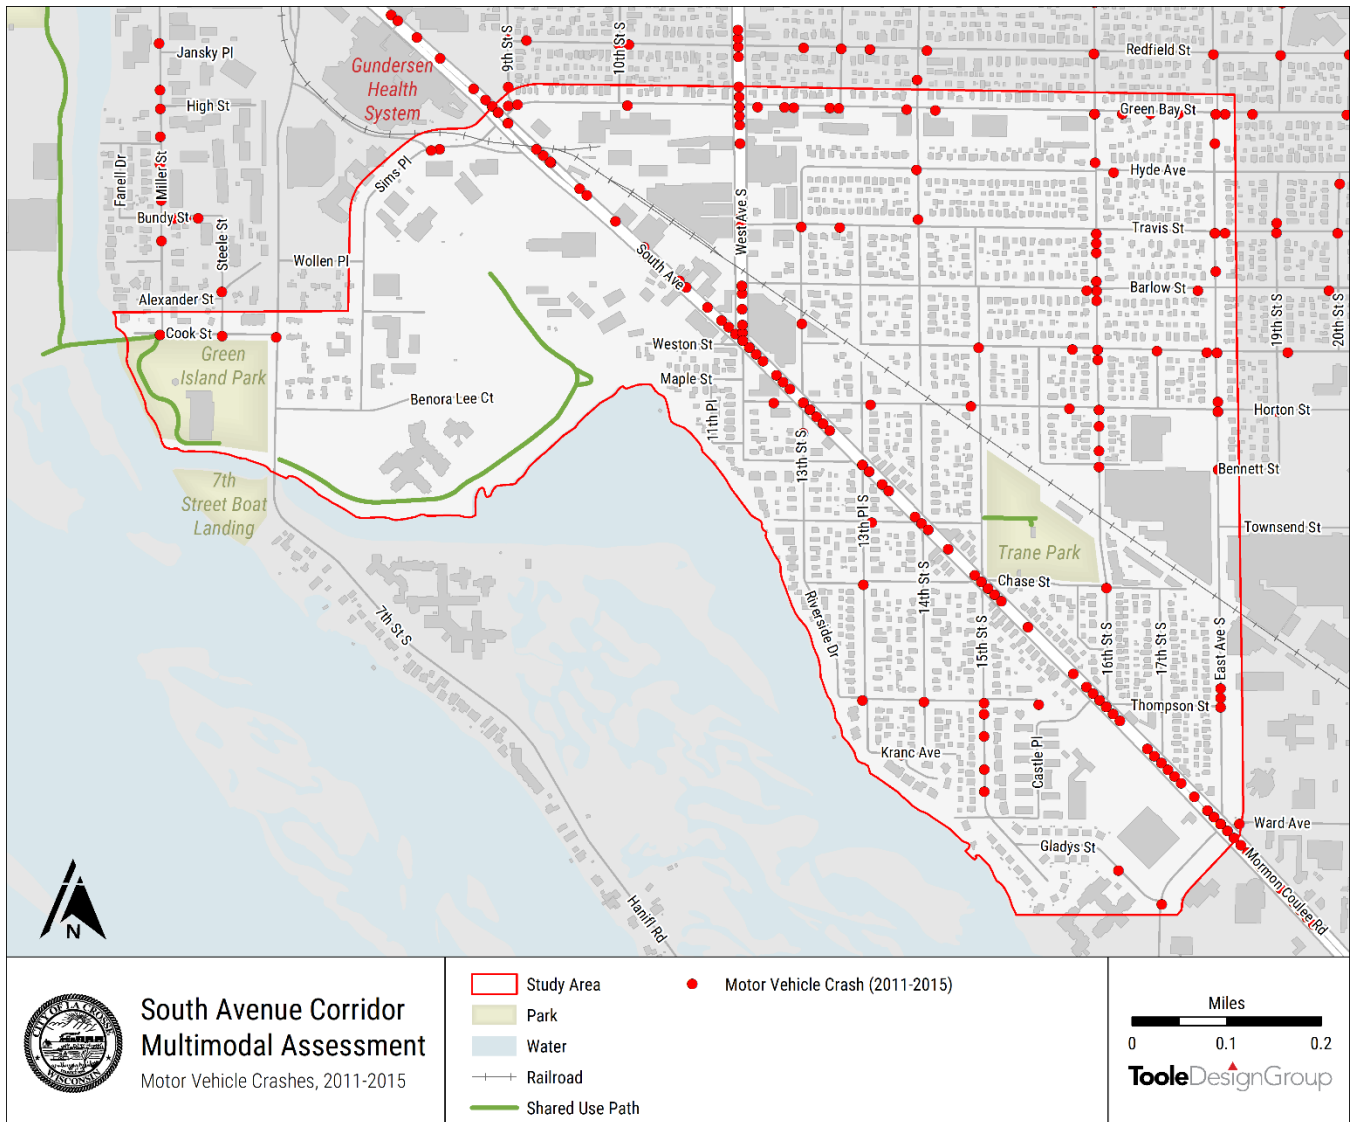 Jansky Pl
9th St S
10th St S
Redfield St
Gundersen
Health
System
High St
Green Bay St
Fanell Dr
Miller St
Sims Pl
Hyde Ave
Bundy St
Steele St
West Ave S
Travis St
Wollen Pl
South Ave
Barlow St
Alexander St
19th St S
20th St S
Cook St
Green
Island Park
Weston St
Maple St
Benora Lee Ct
11th Pl
Horton St
13th St S
Bennett St
7th
Street Boat
Landing
13th Pl S
Townsend St
Trane Park
Chase St
14th St S
Riverside Dr
7th St S
15th St S
16th St S
17th St S
East Ave S
Thompson St
Kranc Ave
Castle Pl
Ward Ave
Gladys St
Mormon Coulee Rd
Hanifl Rd
N
CITY OF LA CROSSE
WISCONSIN
South Avenue Corridor
Multimodal Assessment
Motor Vehicle Crashes, 2011-2015
Study Area
Park
Water
Railroad
Shared Use Path
Motor Vehicle Crash (2011-2015)
Miles
0 0.1 0.2
TooleDesignGroup